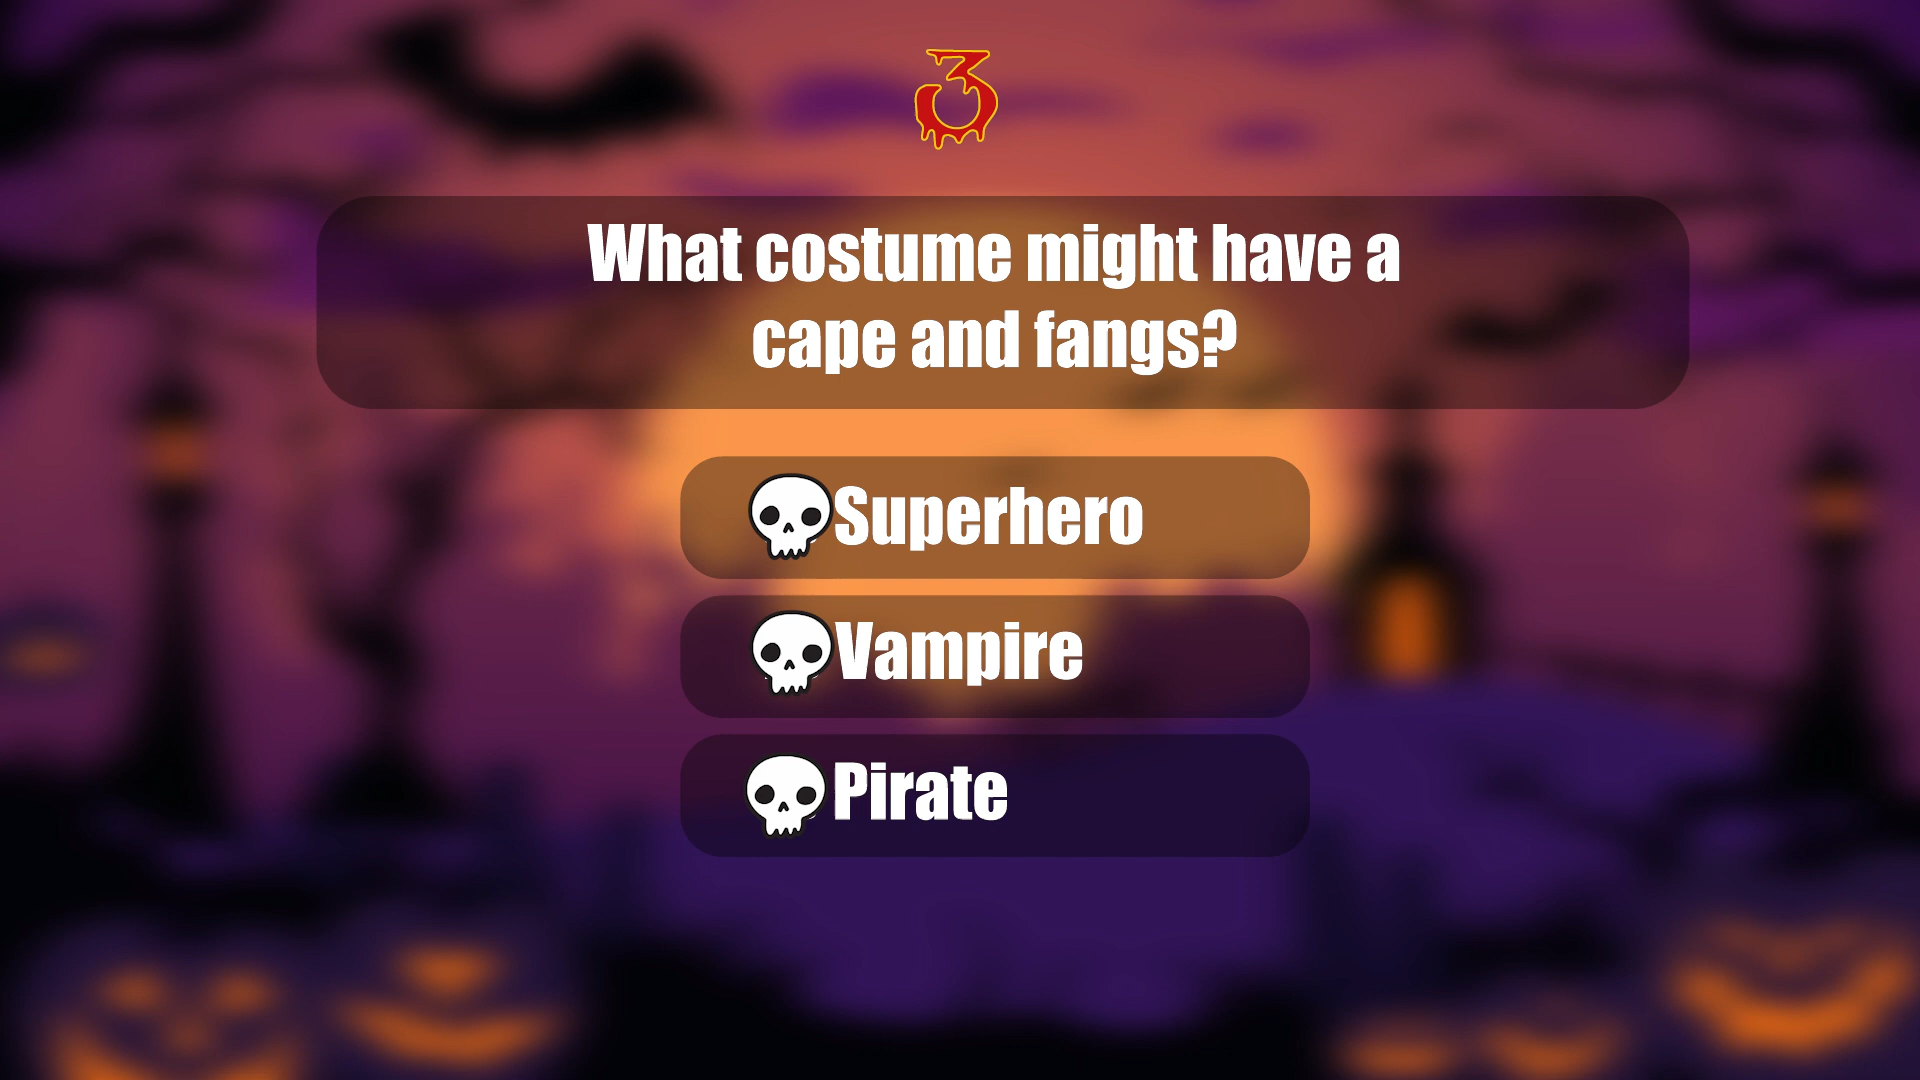 3
What costume might have a
cape and fangs?
Superhero
Vampire
Pirate